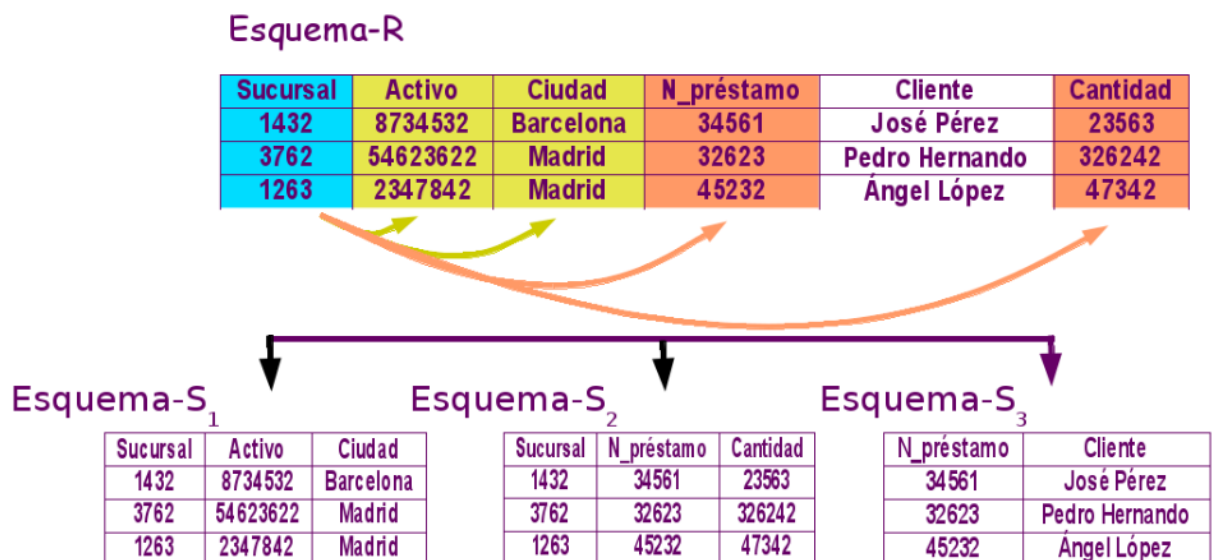 Esquema-R
Sucursal Activo Ciudad N_préstamo Cliente Cantidad
1432 8734532 Barcelona 34561 José Pérez 23563
3762 54623622 Madrid 32623 Pedro Hernando 326242
1263 2347842 Madrid 45232 Ángel López 47342
Esquema-S1 Esquema-S2 Esquema-S3
Sucursal Activo Ciudad Sucursal N_préstamo Cantidad N_préstamo Cliente
1432 8734532 Barcelona 1432 34561 23563 34561 José Pérez
3762 54623622 Madrid 3762 32623 326242 32623 Pedro Hernando
1263 2347842 Madrid 1263 45232 47342 45232 Ángel López